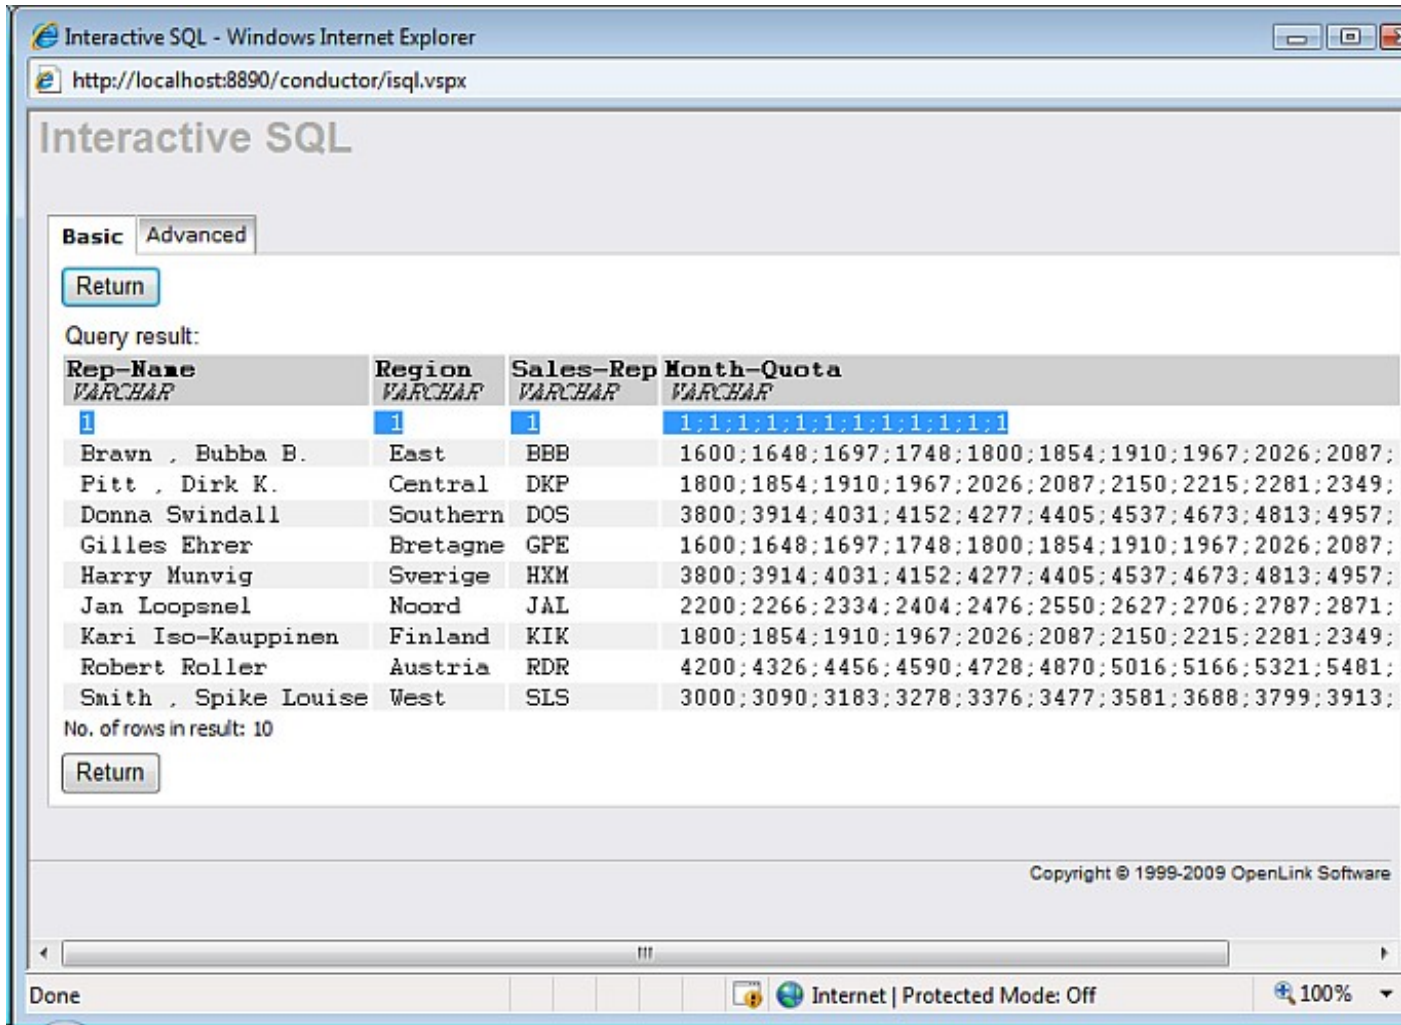 Interactive SQL - Windows Internet Explorer
http://localhost:8890/conductor/isql.vspx
Interactive SQL
Basic Advanced
Return
Query result:
Rep-Name Region Sales-Rep Month-Quota
VARCHAR VARCHAR VARCHAR VARCHAR
1 1 1 1;1;1;1;1;1;1;1;1;1;1;1
Brawn , Bubba B. East BBB 1600;1648;1697;1748;1800;1854;1910;1967;2026;2087;
Pitt , Dirk K. Central DKP 1800;1854;1910;1967;2026;2087;2150;2215;2281;2349;
Donna Swindall Southern DOS 3800;3914;4031;4152;4277;4405;4537;4673;4813;4957;
Gilles Ehrer Bretagne GPE 1600;1648;1697;1748;1800;1854;1910;1967;2026;2087;
Harry Munvig Sverige HXM 3800;3914;4031;4152;4277;4405;4537;4673;4813;4957;
Jan Loopsnel Noord JAL 2200;2266;2334;2404;2476;2550;2627;2706;2787;2871;
Kari Iso-Kauppinen Finland KIK 1800;1854;1910;1967;2026;2087;2150;2215;2281;2349;
Robert Roller Austria RDR 4200;4326;4456;4590;4728;4870;5016;5166;5321;5481;
Smith , Spike Louise West SLS 3000;3090;3183;3278;3376;3477;3581;3688;3799;3913;
No. of rows in result: 10
Return
Copyright © 1999-2009 OpenLink Software
Done Internet | Protected Mode: Off 100%